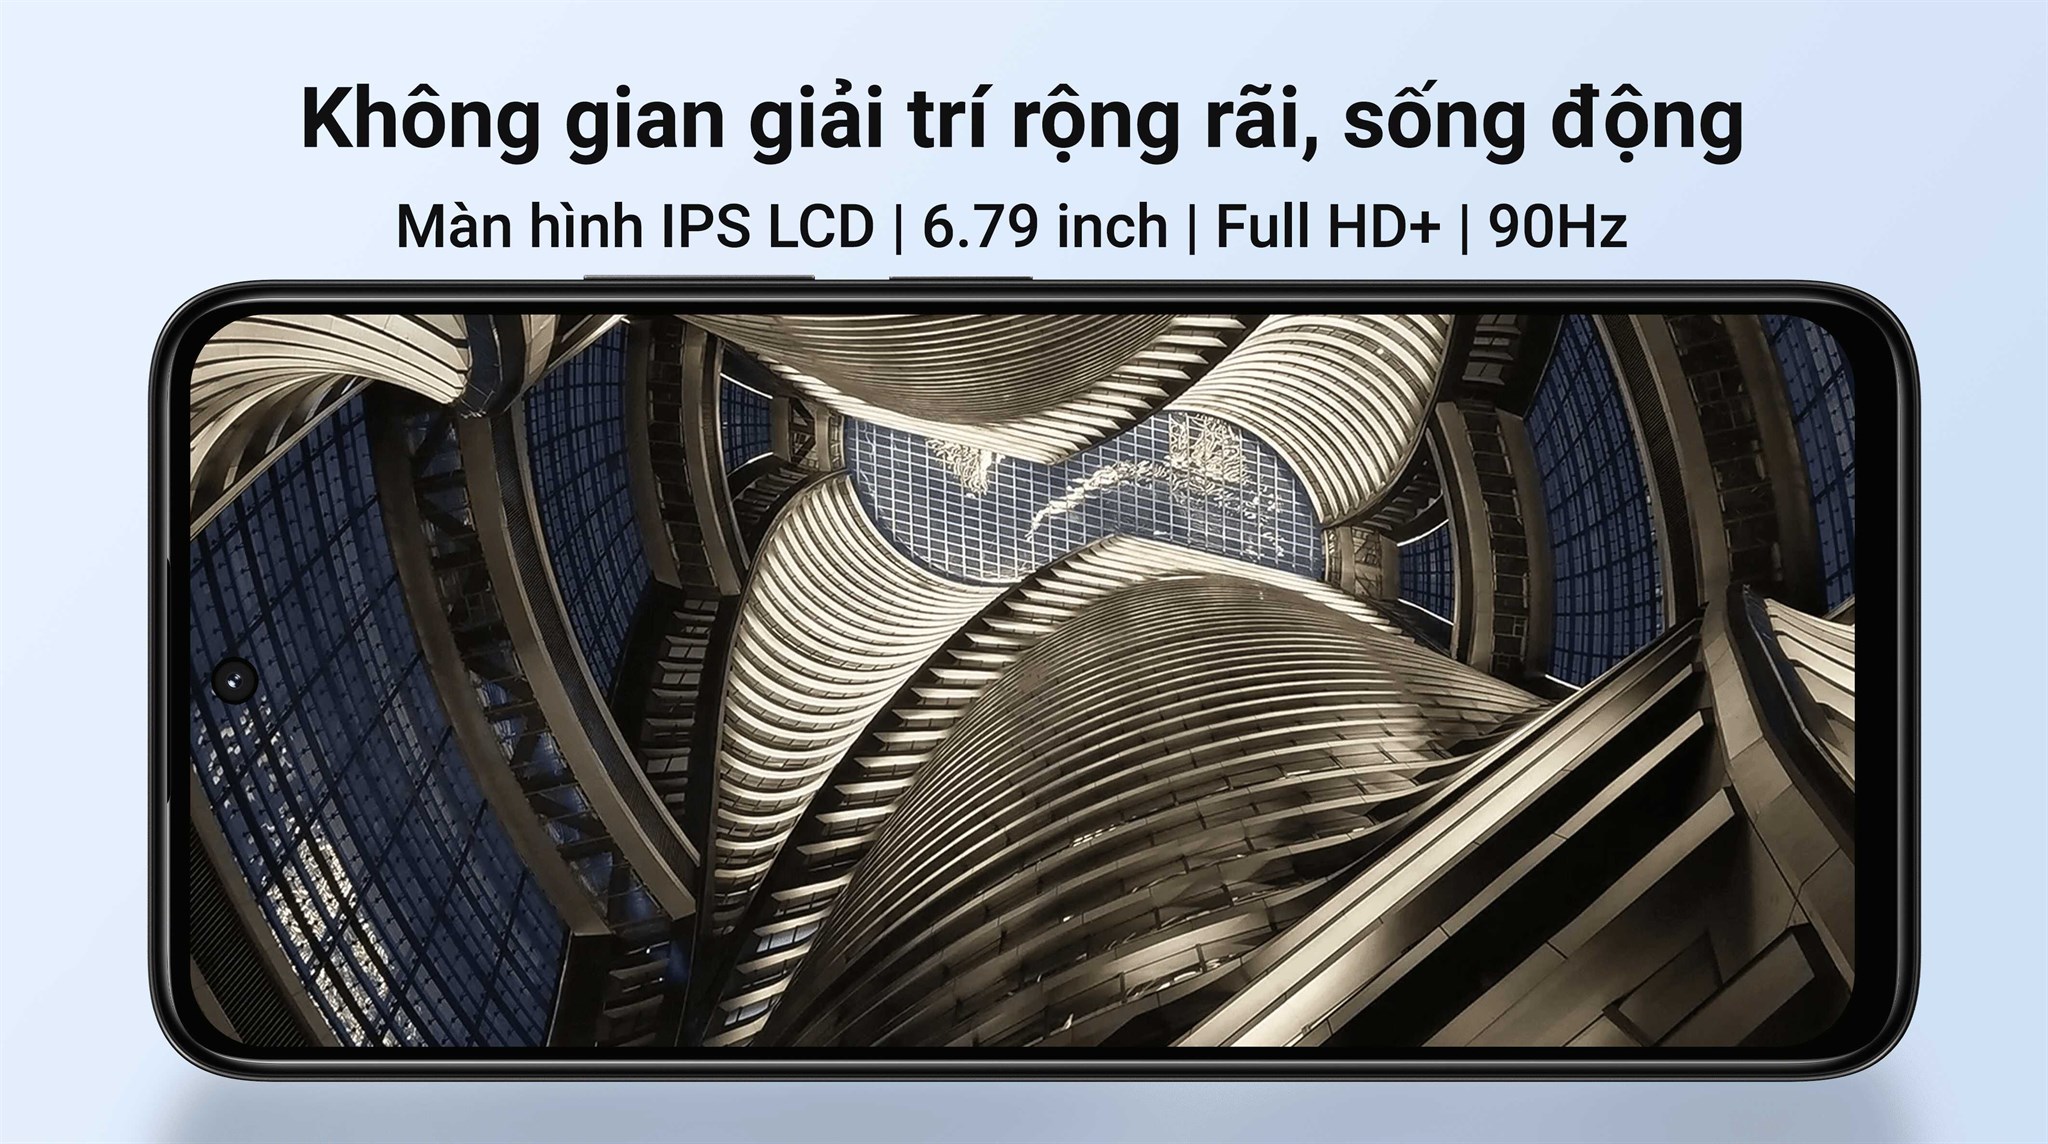 Không gian giải trí rộng rãi, sống động
Màn hình IPS LCD | 6.79 inch | Full HD+ | 90Hz